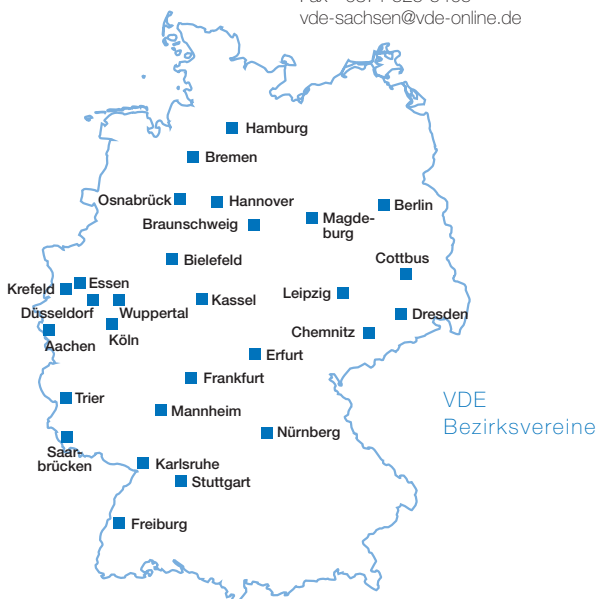 vde-sachsen@vde-online.de
Hamburg
Bremen
Osnabrück
Hannover
Berlin
Braunschweig
Magde-
burg
Cottbus
Bielefeld
Krefeld
Essen
Kassel
Leipzig
Düsseldorf
Wuppertal
Dresden
Chemnitz
Köln
Aachen
Erfurt
Frankfurt
Trier
Mannheim
VDE
Bezirksvereine
Nürnberg
Saar-
brücken
Karlsruhe
Stuttgart
Freiburg